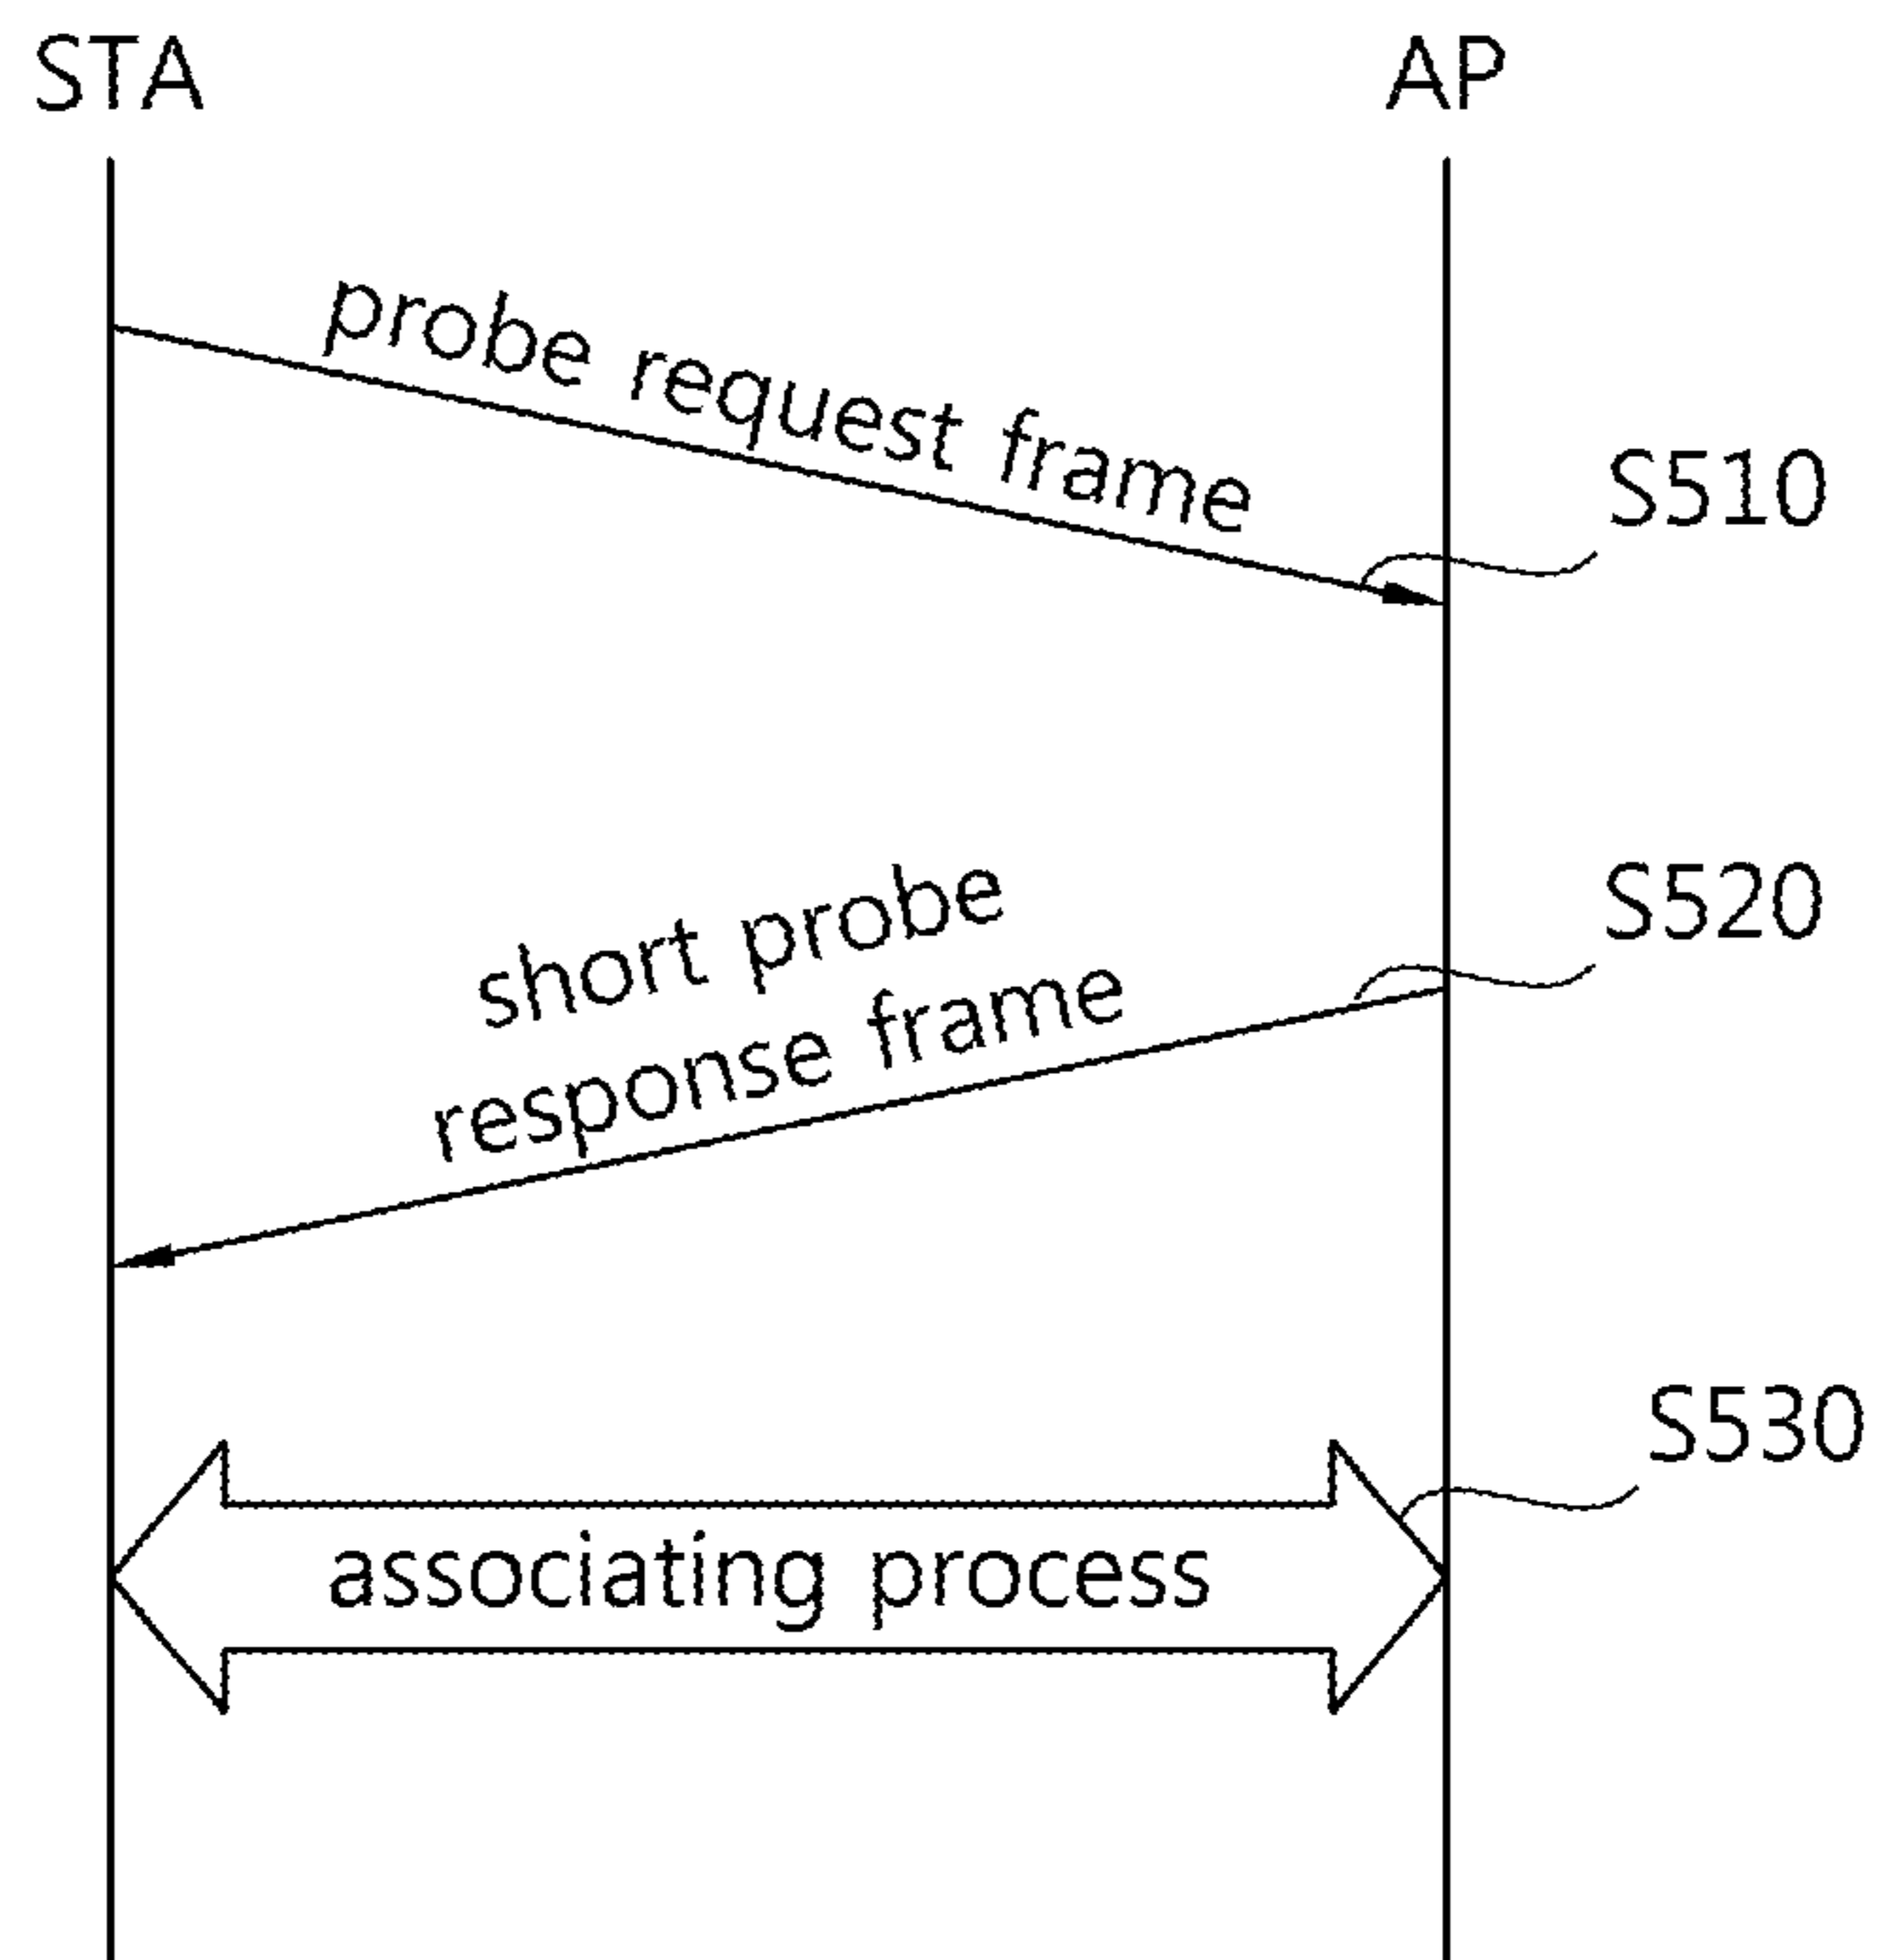 STA
AP
probe request frame
S510
S520
short probe
response frame
S530
associating process